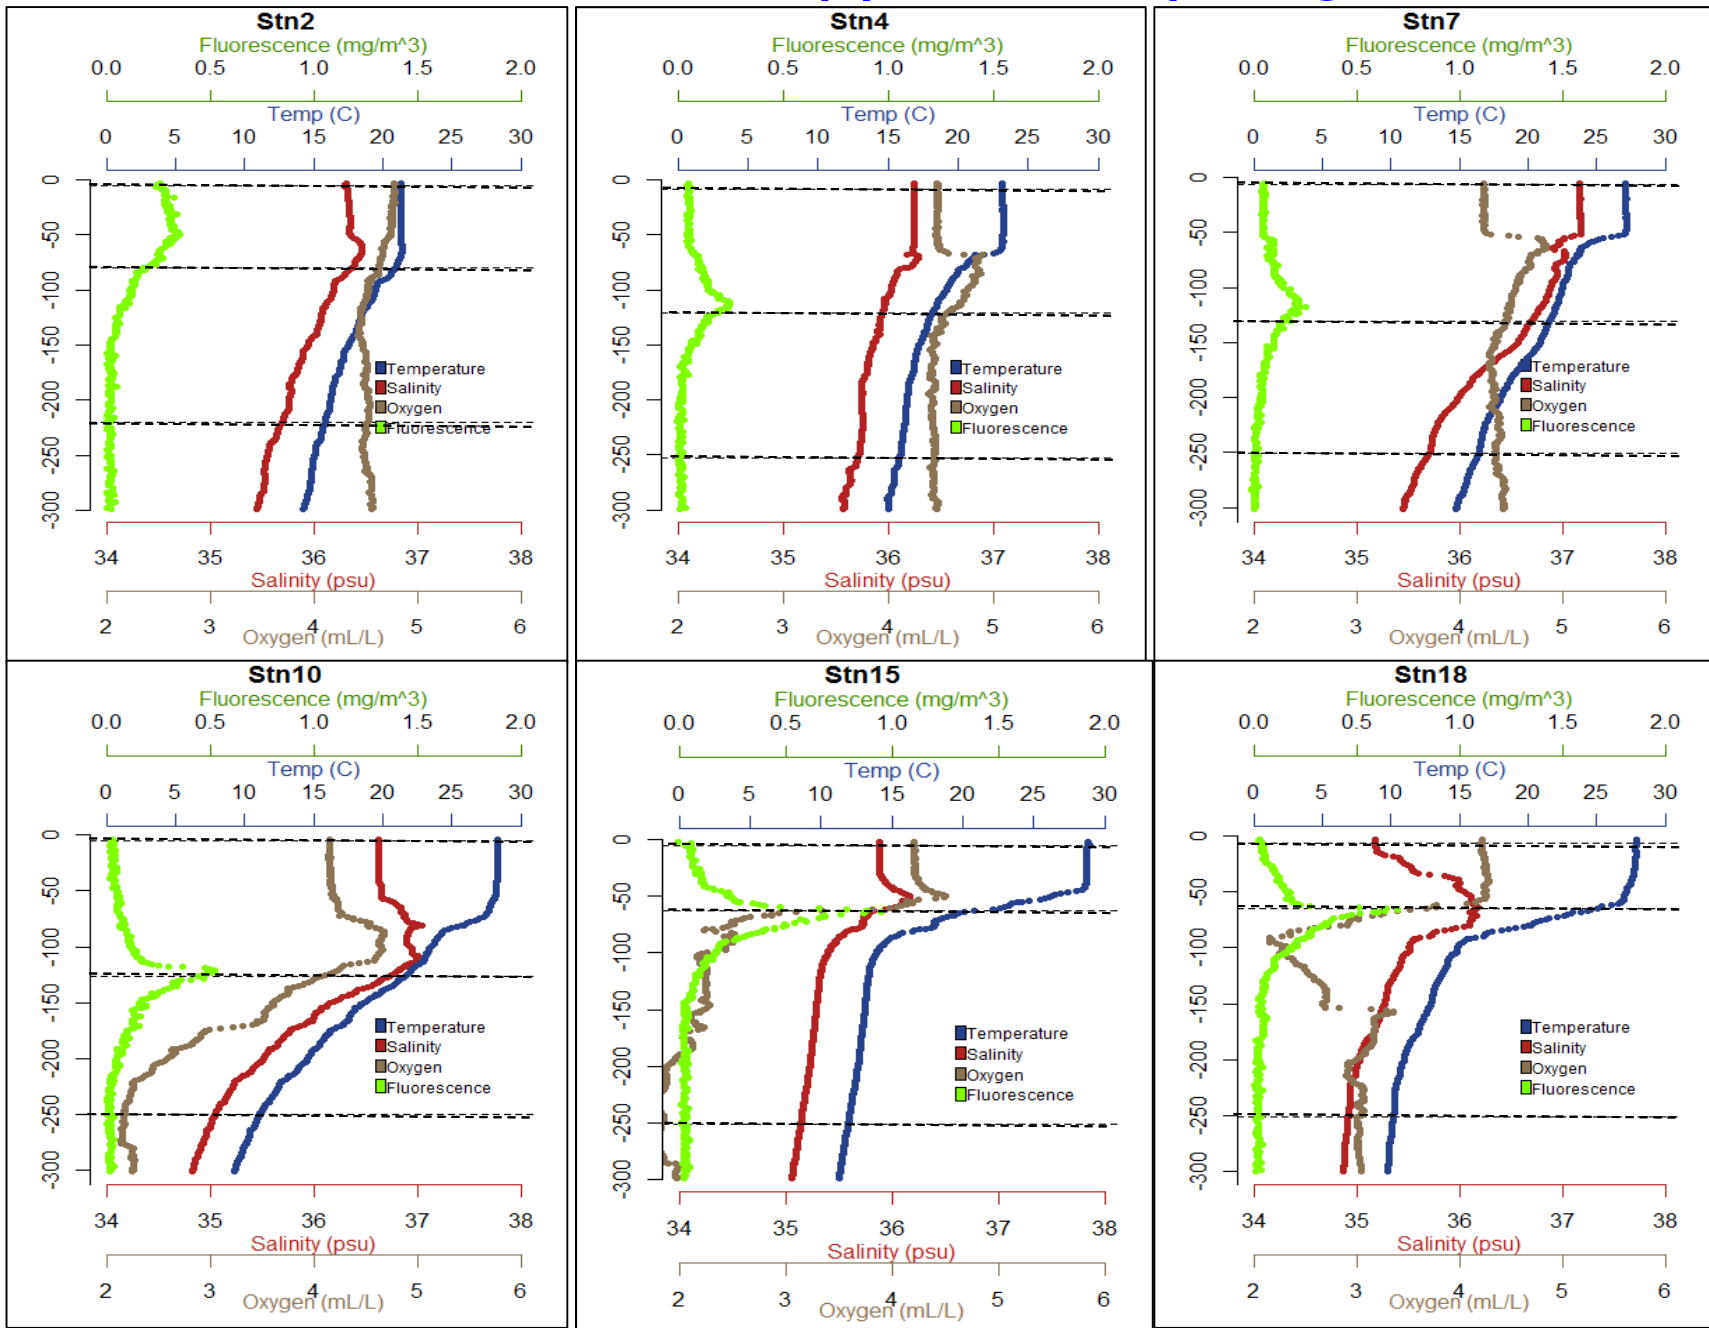 Stn2
Fluorescence (mg/m^3)
0.0 0.5 1.0 1.5 2.0
Temp (C)
0 5 10 15 20 25 30
0
-50
-100
-150
-200
-250
-300
Temperature
Salinity
Oxygen
Fluorescence
34 35 36 37 38
Salinity (psu)
2 3 4 5 6
Oxygen (mL/L)
Stn4
Fluorescence (mg/m^3)
0.0 0.5 1.0 1.5 2.0
Temp (C)
0 5 10 15 20 25 30
0
-50
-100
-150
-200
-250
-300
Temperature
Salinity
Oxygen
Fluorescence
34 35 36 37 38
Salinity (psu)
2 3 4 5 6
Oxygen (mL/L)
Stn7
Fluorescence (mg/m^3)
0.0 0.5 1.0 1.5 2.0
Temp (C)
0 5 10 15 20 25 30
0
-50
-100
-150
-200
-250
-300
Temperature
Salinity
Oxygen
Fluorescence
34 35 36 37 38
Salinity (psu)
2 3 4 5 6
Oxygen (mL/L)
Stn10
Fluorescence (mg/m^3)
0.0 0.5 1.0 1.5 2.0
Temp (C)
0 5 10 15 20 25 30
0
-50
-100
-150
-200
-250
-300
Temperature
Salinity
Oxygen
Fluorescence
34 35 36 37 38
Salinity (psu)
2 3 4 5 6
Oxygen (mL/L)
Stn15
Fluorescence (mg/m^3)
0.0 0.5 1.0 1.5 2.0
Temp (C)
0 5 10 15 20 25 30
0
-50
-100
-150
-200
-250
-300
Temperature
Salinity
Oxygen
Fluorescence
34 35 36 37 38
Salinity (psu)
2 3 4 5 6
Oxygen (mL/L)
Stn18
Fluorescence (mg/m^3)
0.0 0.5 1.0 1.5 2.0
Temp (C)
0 5 10 15 20 25 30
0
-50
-100
-150
-200
-250
-300
Temperature
Salinity
Oxygen
Fluorescence
34 35 36 37 38
Salinity (psu)
2 3 4 5 6
Oxygen (mL/L)